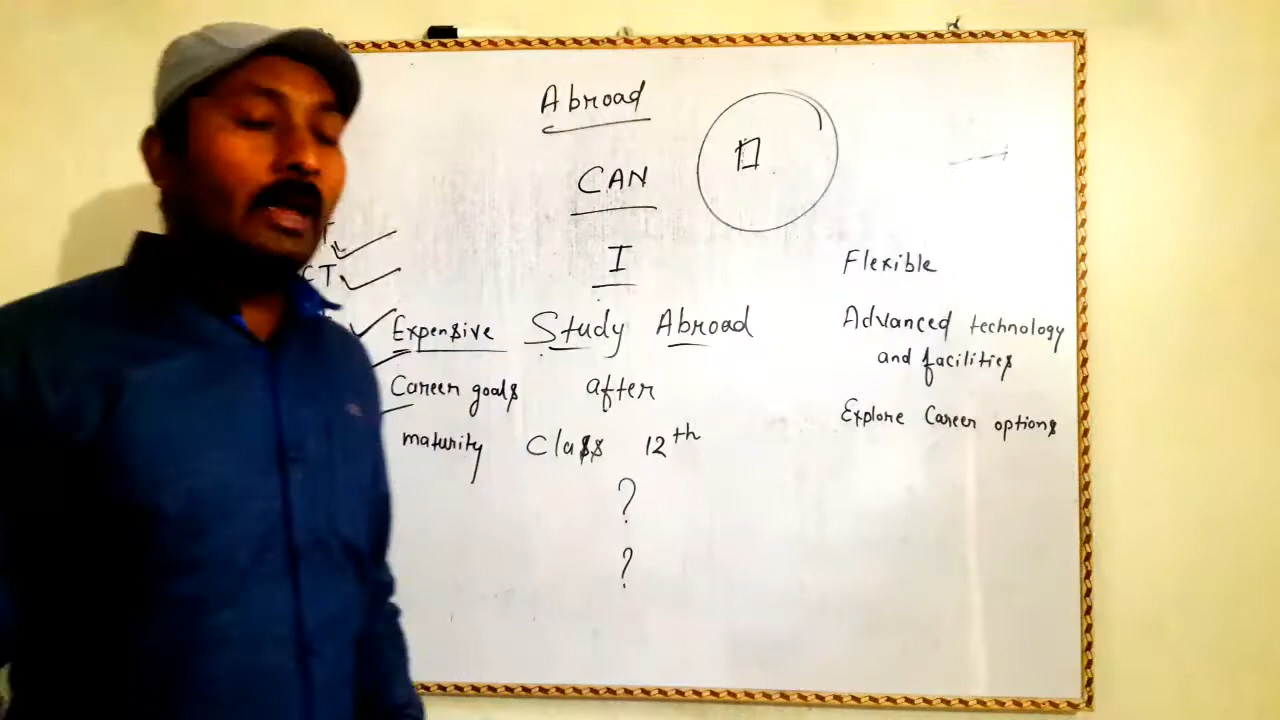 Abroad
CAN
I
Expensive Study Abroad
Career goals after
maturity Class 12th
?
?
Flexible
Advanced technology
and facilities
Explore Career options